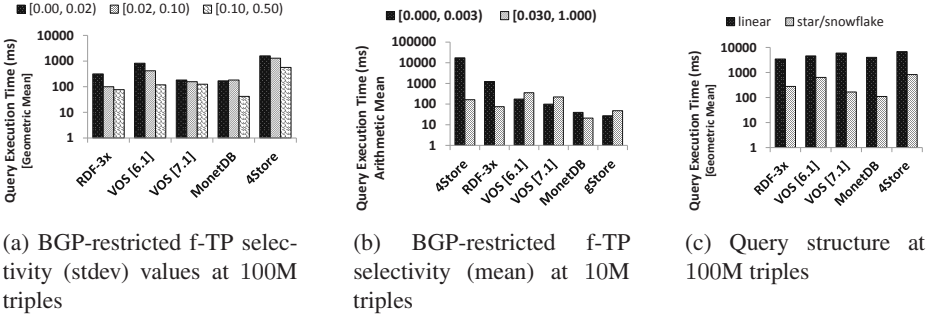 [0.00, 0.02) [0.02, 0.10) [0.10, 0.50)
Query Execution Time (ms)
[Geometric Mean]
10000
1000
100
10
1
RDF-3x
VOS [6.1]
VOS [7.1]
MonetDB
4Store
(a) BGP-restricted f-TP selec-
tivity (stdev) values at 100M
triples
[0.000, 0.003) [0.030, 1.000)
Query Execution Time (ms)
Arithmetic Mean
100000
10000
1000
100
10
1
4Store
RDF-3x
VOS [6.1]
VOS [7.1]
MonetDB
gStore
(b) BGP-restricted f-TP
selectivity (mean) at 10M
triples
linear star/snowflake
Query Execution Time (ms)
[Geometric Mean]
10000
1000
100
10
1
RDF-3x
VOS [6.1]
VOS [7.1]
MonetDB
4Store
(c) Query structure at
100M triples